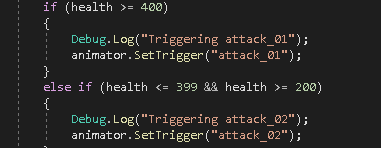 if (health >= 400)
{
Debug.Log("Triggering attack_01");
animator.SetTrigger("attack_01");
}
else if (health <= 399 && health >= 200)
{
Debug.Log("Triggering attack_02");
animator.SetTrigger("attack_02");
}